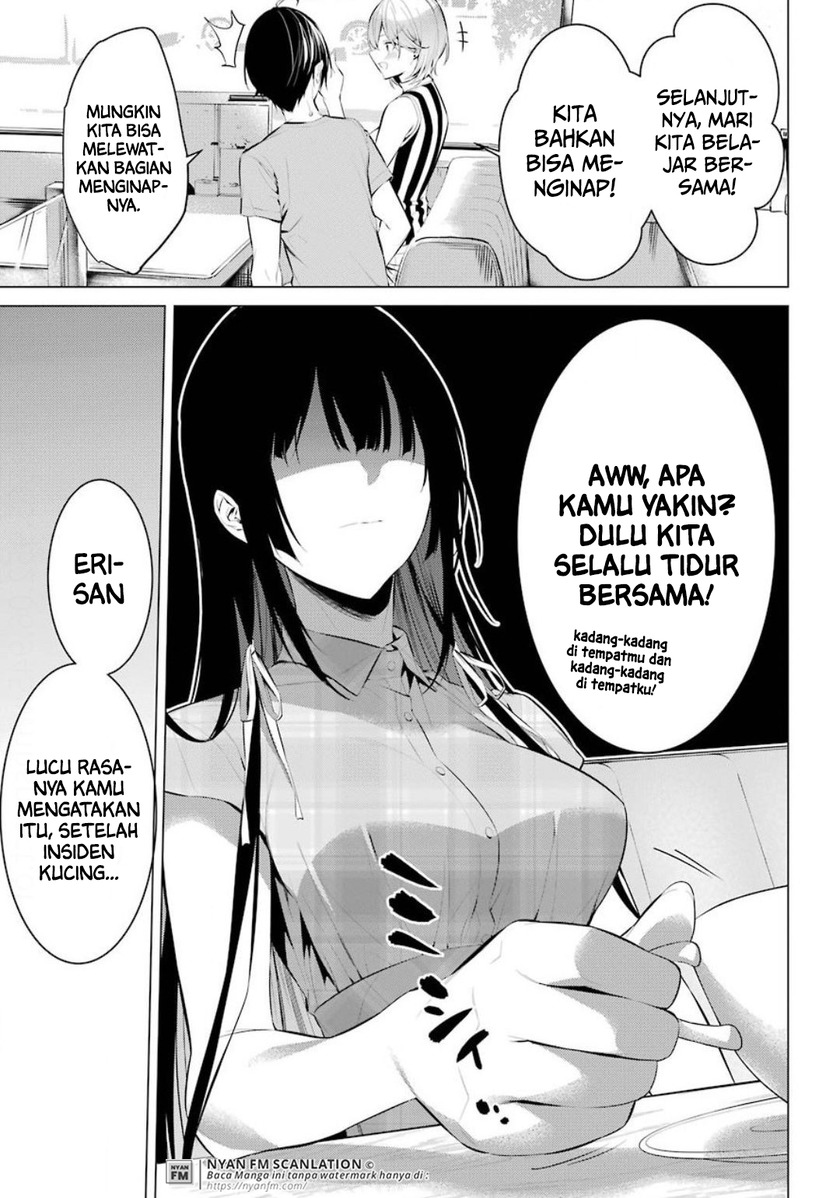 SELANJUT-
NYA, MARI
KITA BELA-
JAR BER-
SAMA!
KITA
BAHKAN
BISA ME-
NGINAP!
MUNGKIN
KITA BISA
MELEWAT-
KAN BAGIAN
MENGINAP-
NYA.
AWW, APA
KAMU YAKIN?
DULU KITA
SELALU TIDUR
BERSAMA!
kadang-kadang
di tempatmu dan
kadang-kadang
di tempatku!
ERI-
SAN
LUCU RASA-
NYA KAMU
MENGATAKAN
ITU, SETELAH
INSIDEN
KUCING...
NYAN
FM
NYAN FM SCANLATION ©
Baca Manga ini tanpa watermark hanya di :
https://nyanfm.com/